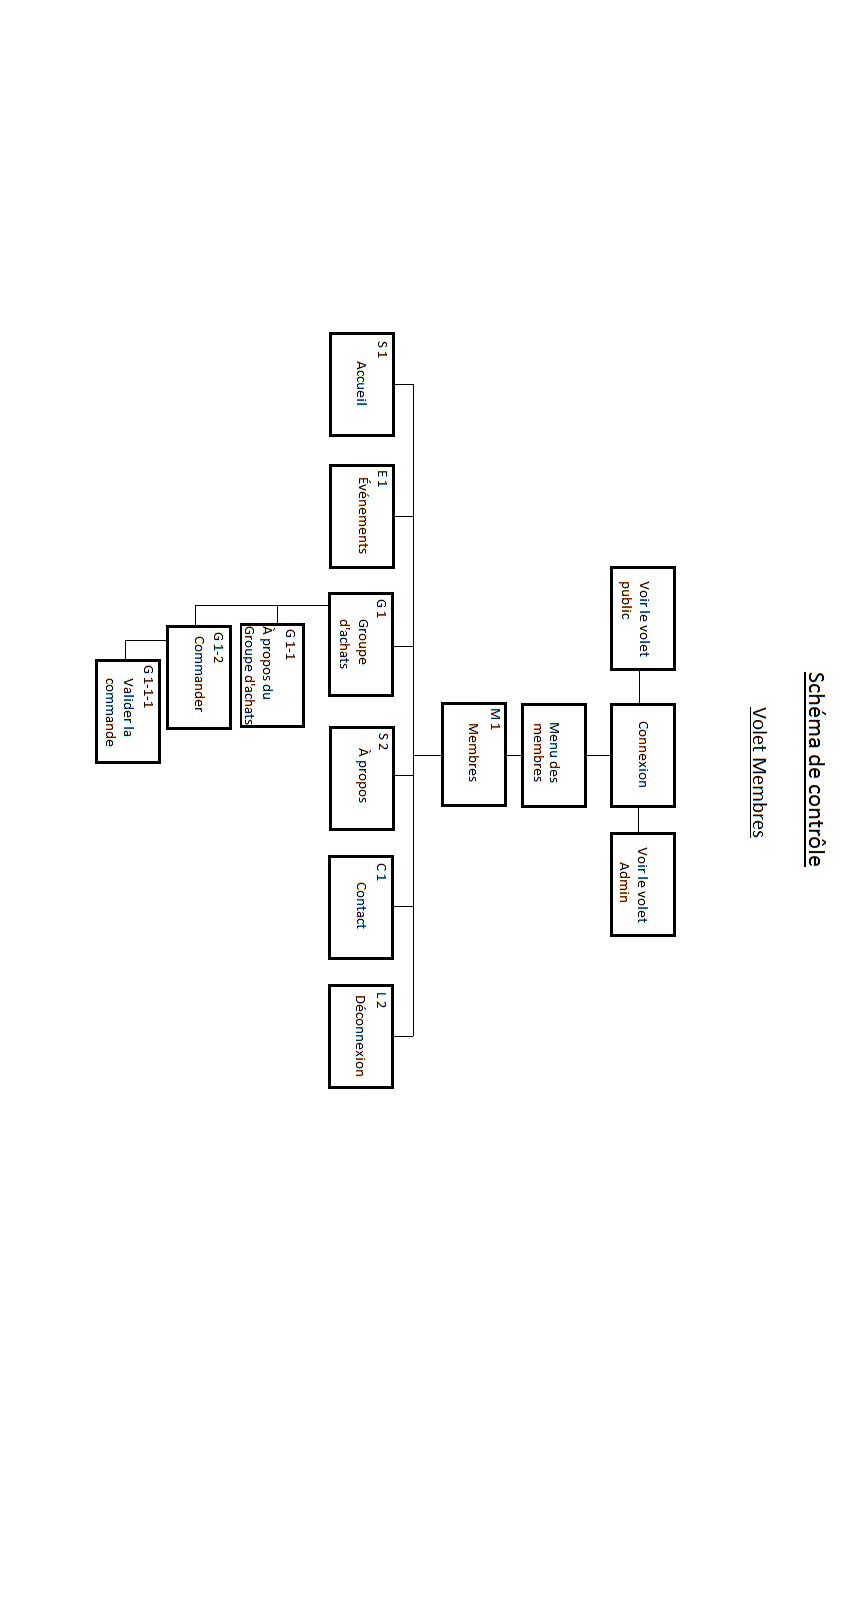 Schéma de contrôle
Volet Membres
Voir le volet
public
Connexion
Voir le volet
Admin
Menu des
membres
M 1
Membres
S 1
Accueil
E 1
Événements
G 1
Groupe
d'achats
S 2
À propos
C 1
Contact
L 2
Déconnexion
G 1-1
À propos du
Groupe d'achats
G 1-2
Commander
G 1-1-1
Valider la
commande